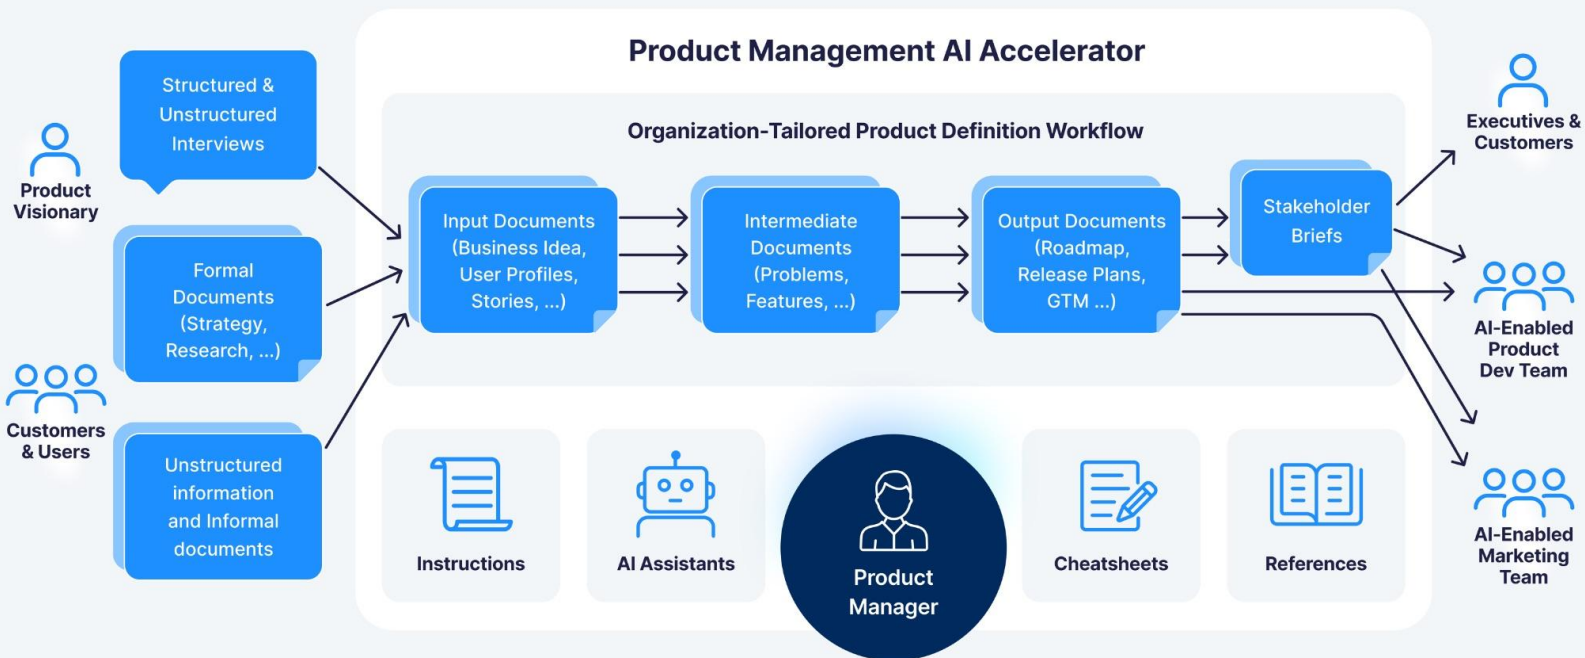 Product Management AI Accelerator
Organization-Tailored Product Definition Workflow
Product
Visionary
Customers
& Users
Structured &
Unstructured
Interviews
Formal
Documents
(Strategy,
Research, ...)
Unstructured
information
and Informal
documents
Input Documents
(Business Idea,
User Profiles,
Stories, ...)
Intermediate
Documents
(Problems,
Features, ...)
Output Documents
(Roadmap,
Release Plans,
GTM ...)
Stakeholder
Briefs
Executives &
Customers
AI-Enabled
Product
Dev Team
AI-Enabled
Marketing
Team
Instructions
AI Assistants
Product
Manager
Cheatsheets
References